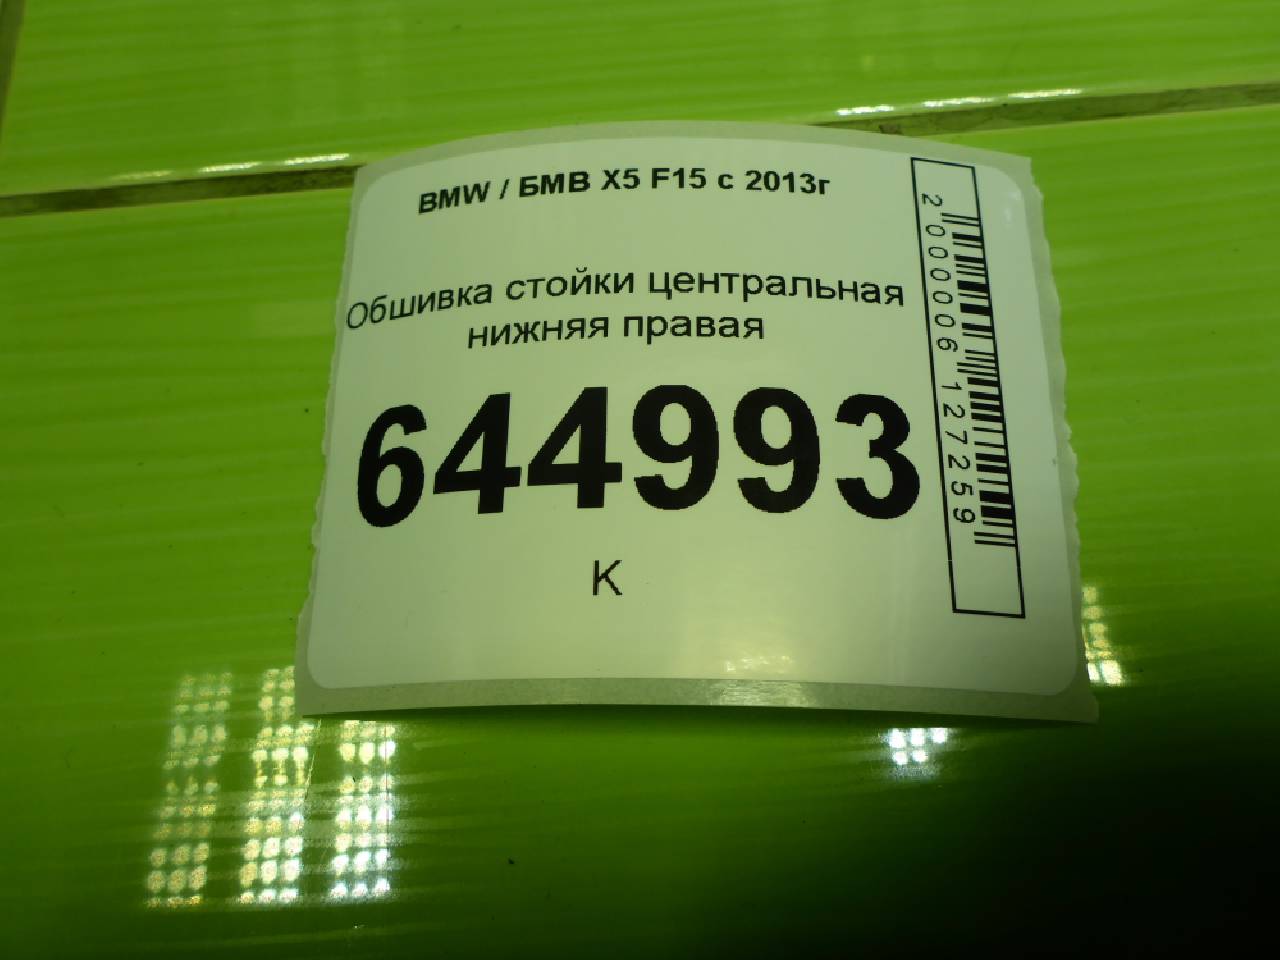 BMW / БМВ X5 F15 с 2013г
Обшивка стойки центральная
нижняя правая
644993
К
2000006127259